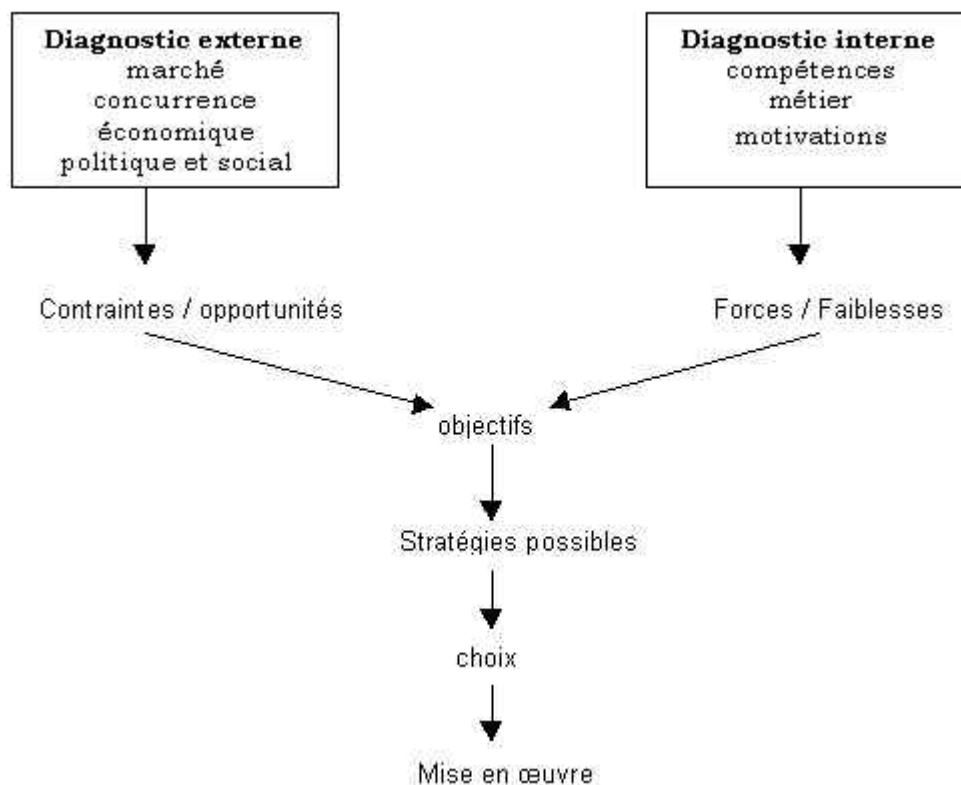 Diagnostic externe
marché
concurrence
économique
politique et social
Diagnostic interne
compétences
métier
motivations
Contraintes / opportunités
Forces / Faiblesses
objectifs
Stratégies possibles
choix
Mise en œuvre